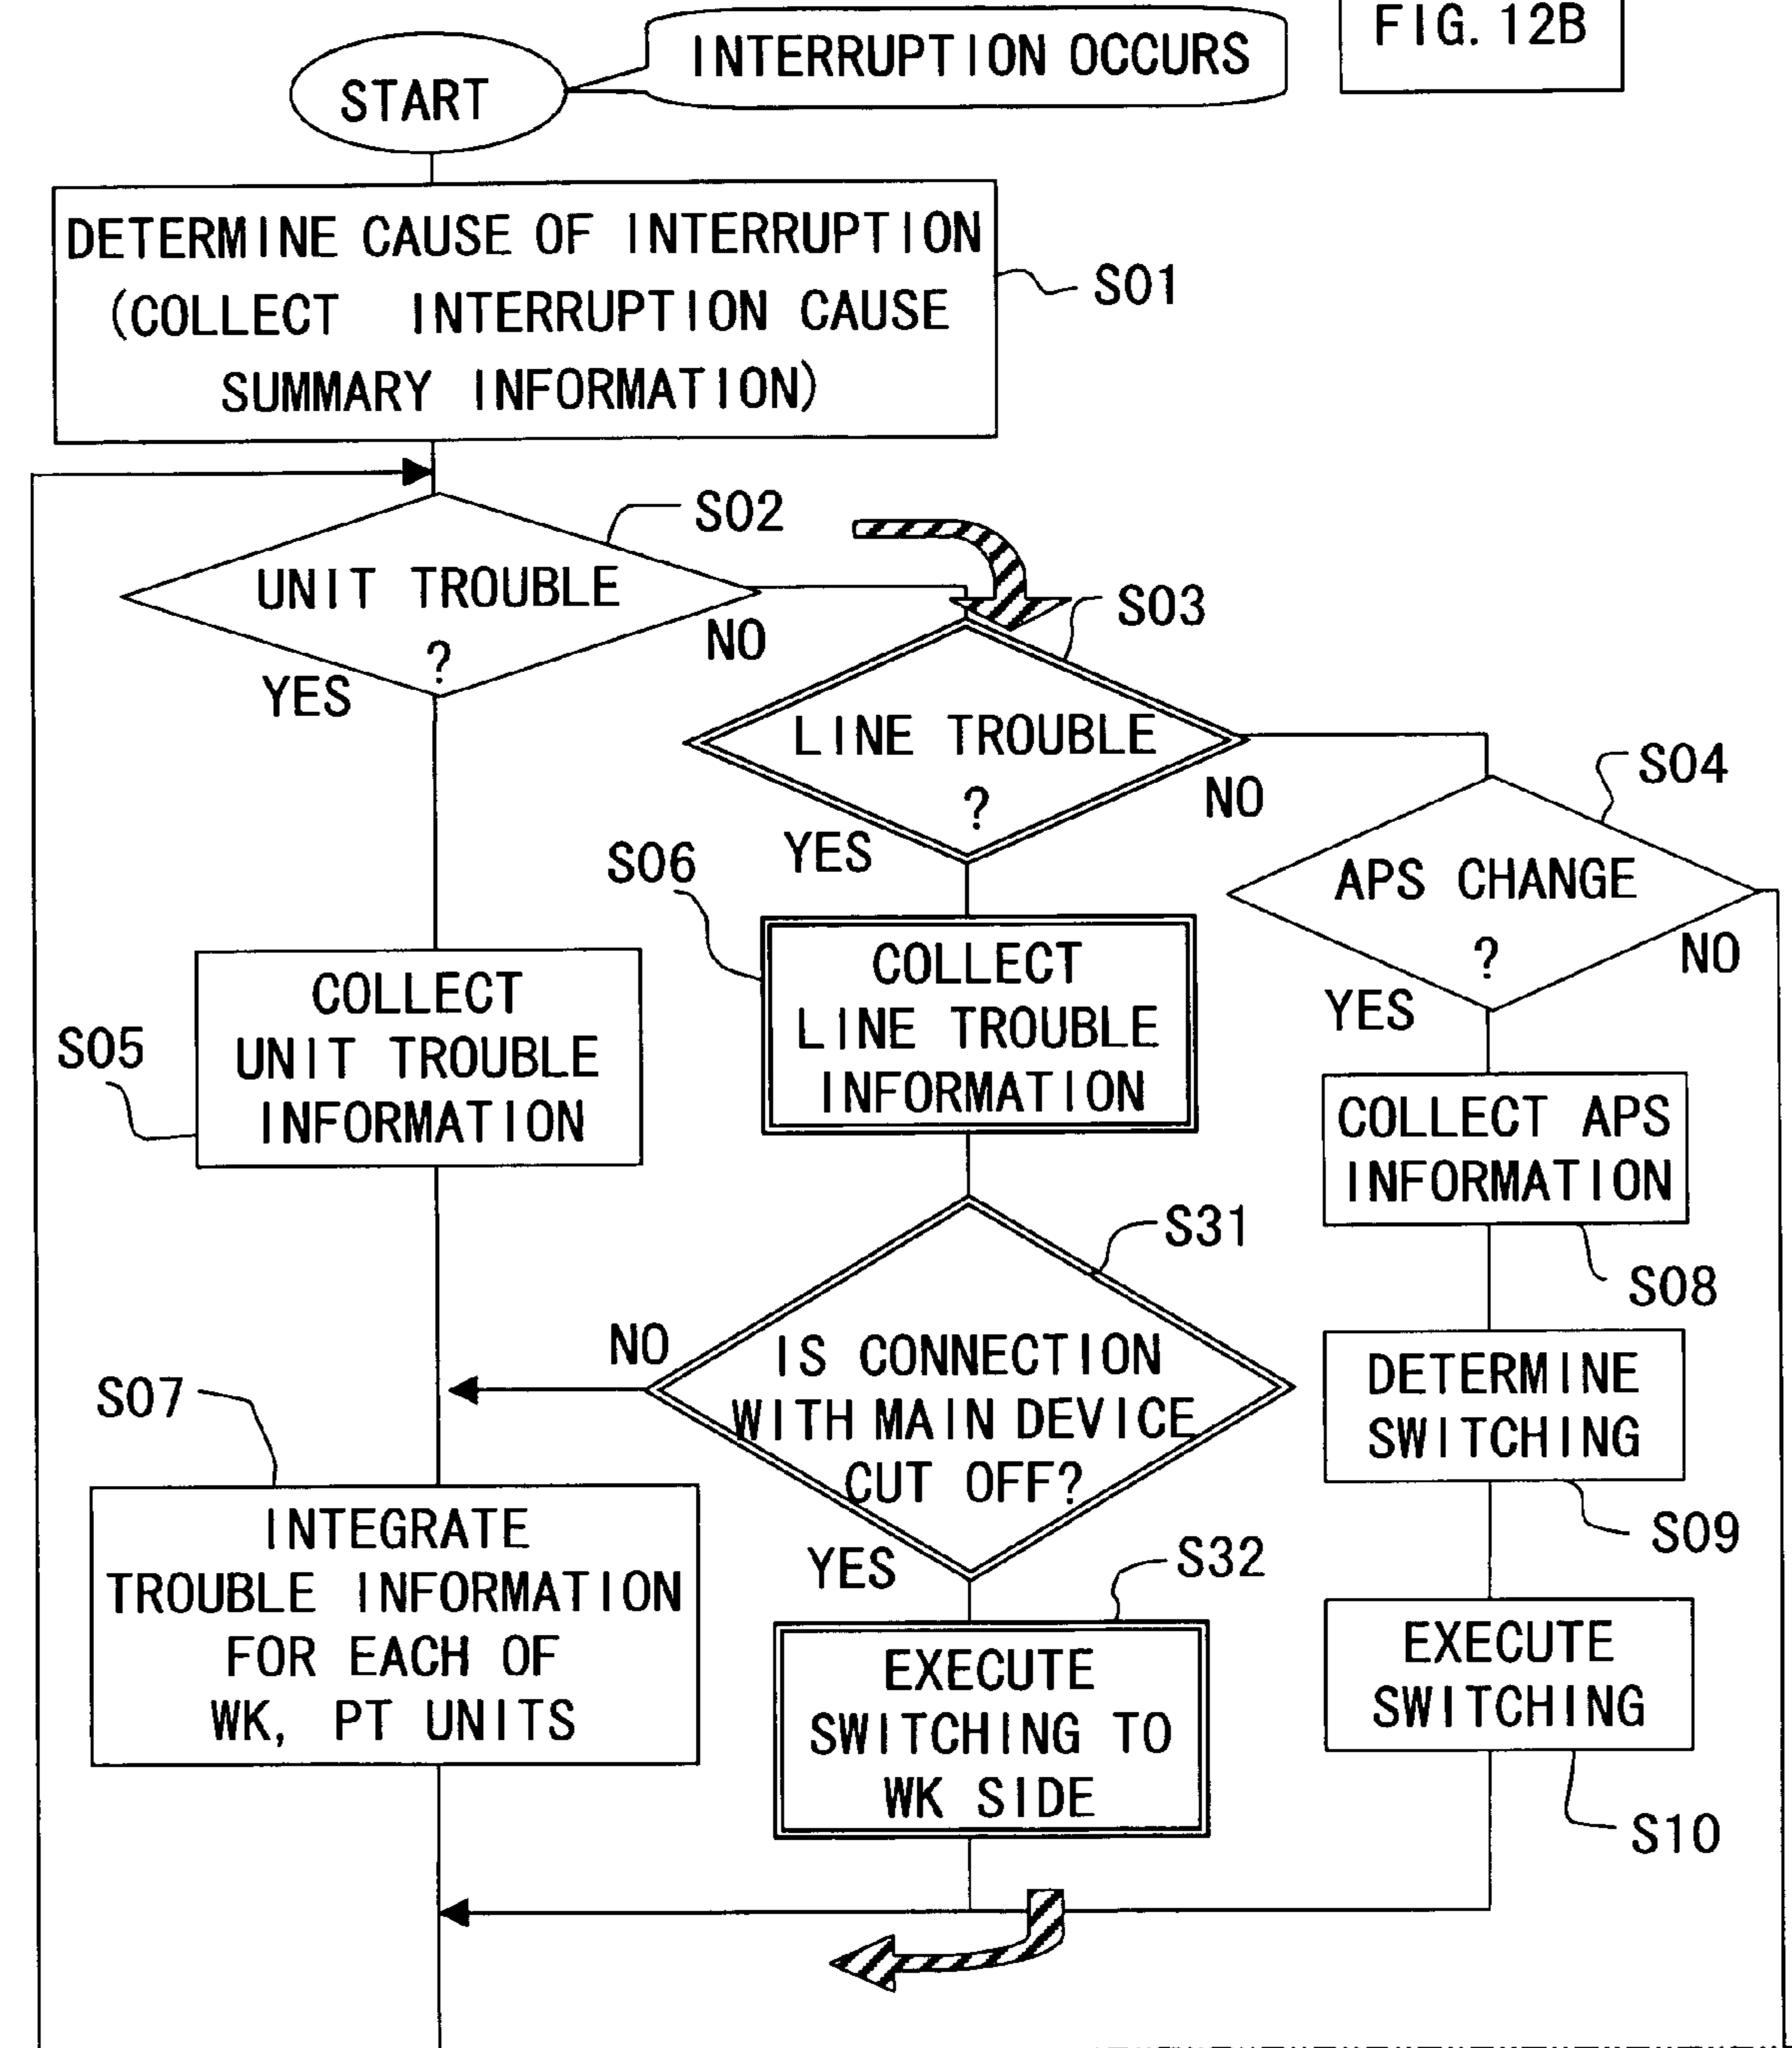 INTERRUPTION OCCURS
FIG. 12B
START
DETERMINE CAUSE OF INTERRUPTION
(COLLECT INTERRUPTION CAUSE
SUMMARY INFORMATION)
S01
S02
UNIT TROUBLE
?
NO
YES
S03
LINE TROUBLE
?
NO
YES
S04
APS CHANGE
?
NO
YES
S06
COLLECT
LINE TROUBLE
INFORMATION
S05
COLLECT
UNIT TROUBLE
INFORMATION
COLLECT APS
INFORMATION
S08
S31
IS CONNECTION
WITH MAIN DEVICE
CUT OFF?
NO
YES
DETERMINE
SWITCHING
S09
S07
INTEGRATE
TROUBLE INFORMATION
FOR EACH OF
WK, PT UNITS
S32
EXECUTE
SWITCHING TO
WK SIDE
EXECUTE
SWITCHING
S10